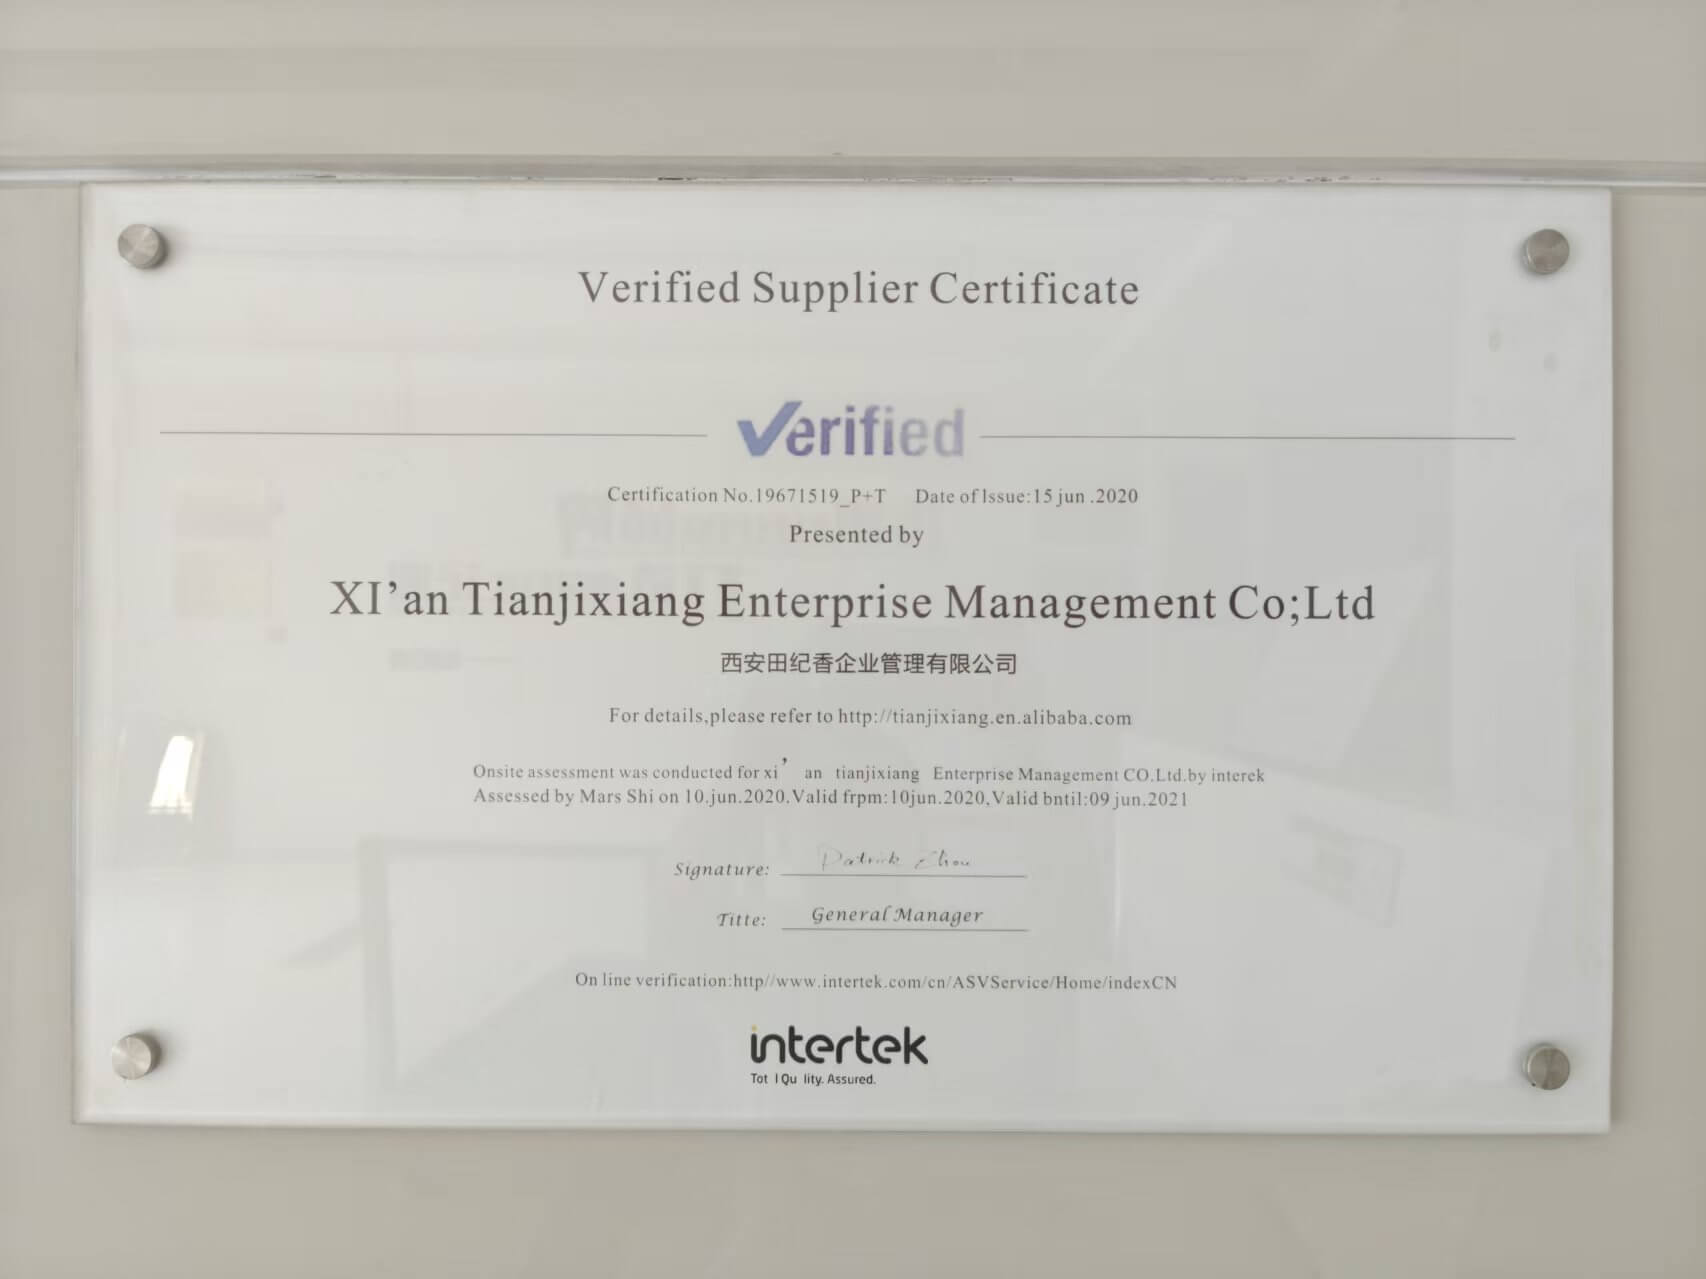 Verified Supplier Certificate
Verified
Certification No.19671519_P+T Date of Issue:15 jun .2020
Presented by
XI’an Tianjixiang Enterprise Management Co;Ltd
西安田纪香企业管理有限公司
For details,please refer to http://tianjixiang.en.alibaba.com
Onsite assessment was conducted for xi’ an tianjixiang Enterprise Management CO.Ltd.by interek
Assessed by Mars Shi on 10.jun.2020,Valid frpm:10jun.2020,Valid bntil:09 jun.2021
Signature: Patrick Zhou
Titte: General Manager
On line verification:http//www.intertek.com/cn/ASVService/Home/indexCN
intertek
Tot l Qu lity. Assured.